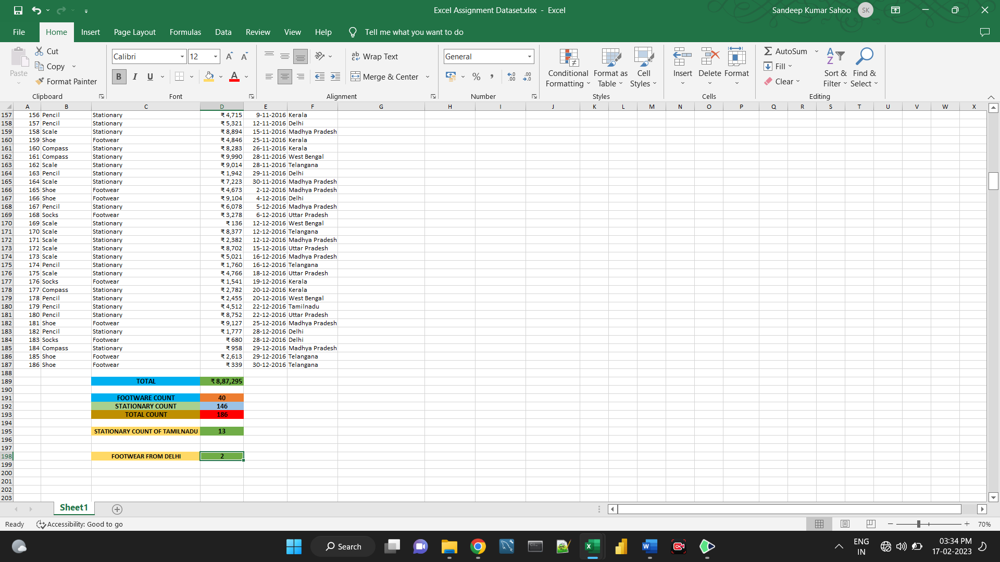 Excel Assignment Dataset.xlsx - Excel
Sandeep Kumar Sahoo SK
File Home Insert Page Layout Formulas Data Review View Help Tell me what you want to do
Paste
Cut
Copy
Format Painter
Clipboard
Calibri 12
B I U
Font
Wrap Text
Merge & Center
Alignment
General
Number
Conditional Formatting
Format as Table
Cell Styles
Styles
Insert
Delete
Format
Cells
AutoSum
Fill
Clear
Sort & Filter
Find & Select
Editing
A B C D E F G H I J K L M N O P Q R S T U V W X
157 156 Pencil Stationary ₹ 4,715 9-11-2016 Kerala
158 157 Pencil Stationary ₹ 5,321 12-11-2016 Delhi
159 158 Scale Stationary ₹ 8,894 15-11-2016 Madhya Pradesh
160 159 Shoe Footwear ₹ 4,846 25-11-2016 Kerala
161 160 Compass Stationary ₹ 8,283 26-11-2016 Kerala
162 161 Compass Stationary ₹ 9,990 28-11-2016 West Bengal
163 162 Scale Stationary ₹ 9,014 28-11-2016 Telangana
164 163 Pencil Stationary ₹ 1,942 29-11-2016 Delhi
165 164 Scale Stationary ₹ 7,223 30-11-2016 Madhya Pradesh
166 165 Shoe Footwear ₹ 4,673 2-12-2016 Madhya Pradesh
167 166 Shoe Footwear ₹ 9,104 4-12-2016 Delhi
168 167 Pencil Stationary ₹ 6,078 5-12-2016 Madhya Pradesh
169 168 Socks Footwear ₹ 3,278 6-12-2016 Uttar Pradesh
170 169 Scale Stationary ₹ 136 12-12-2016 West Bengal
171 170 Scale Stationary ₹ 8,377 12-12-2016 Telangana
172 171 Scale Stationary ₹ 2,382 12-12-2016 Madhya Pradesh
173 172 Scale Stationary ₹ 8,702 15-12-2016 Uttar Pradesh
174 173 Scale Stationary ₹ 5,021 16-12-2016 Madhya Pradesh
175 174 Pencil Stationary ₹ 1,760 16-12-2016 Telangana
176 175 Scale Stationary ₹ 4,766 18-12-2016 Uttar Pradesh
177 176 Socks Footwear ₹ 1,541 19-12-2016 Kerala
178 177 Compass Stationary ₹ 2,782 20-12-2016 Kerala
179 178 Pencil Stationary ₹ 2,455 20-12-2016 West Bengal
180 179 Pencil Stationary ₹ 4,512 22-12-2016 Tamilnadu
181 180 Pencil Stationary ₹ 8,752 22-12-2016 Uttar Pradesh
182 181 Shoe Footwear ₹ 9,127 25-12-2016 Madhya Pradesh
183 182 Pencil Stationary ₹ 1,777 28-12-2016 Delhi
184 183 Socks Footwear ₹ 680 28-12-2016 Delhi
185 184 Compass Stationary ₹ 958 29-12-2016 Madhya Pradesh
186 185 Shoe Footwear ₹ 2,613 29-12-2016 Telangana
187 186 Shoe Footwear ₹ 339 30-12-2016 Telangana
188
189 TOTAL ₹ 8,87,295
190
191 FOOTWARE COUNT 40
192 STATIONARY COUNT 146
193 TOTAL COUNT 186
194
195 STATIONARY COUNT OF TAMILNADU 13
196
197
198 FOOTWEAR FROM DELHI 2
199
200
201
202
203
Sheet1
Ready Accessibility: Good to go 70%
Search
ENG
IN
03:34 PM
17-02-2023